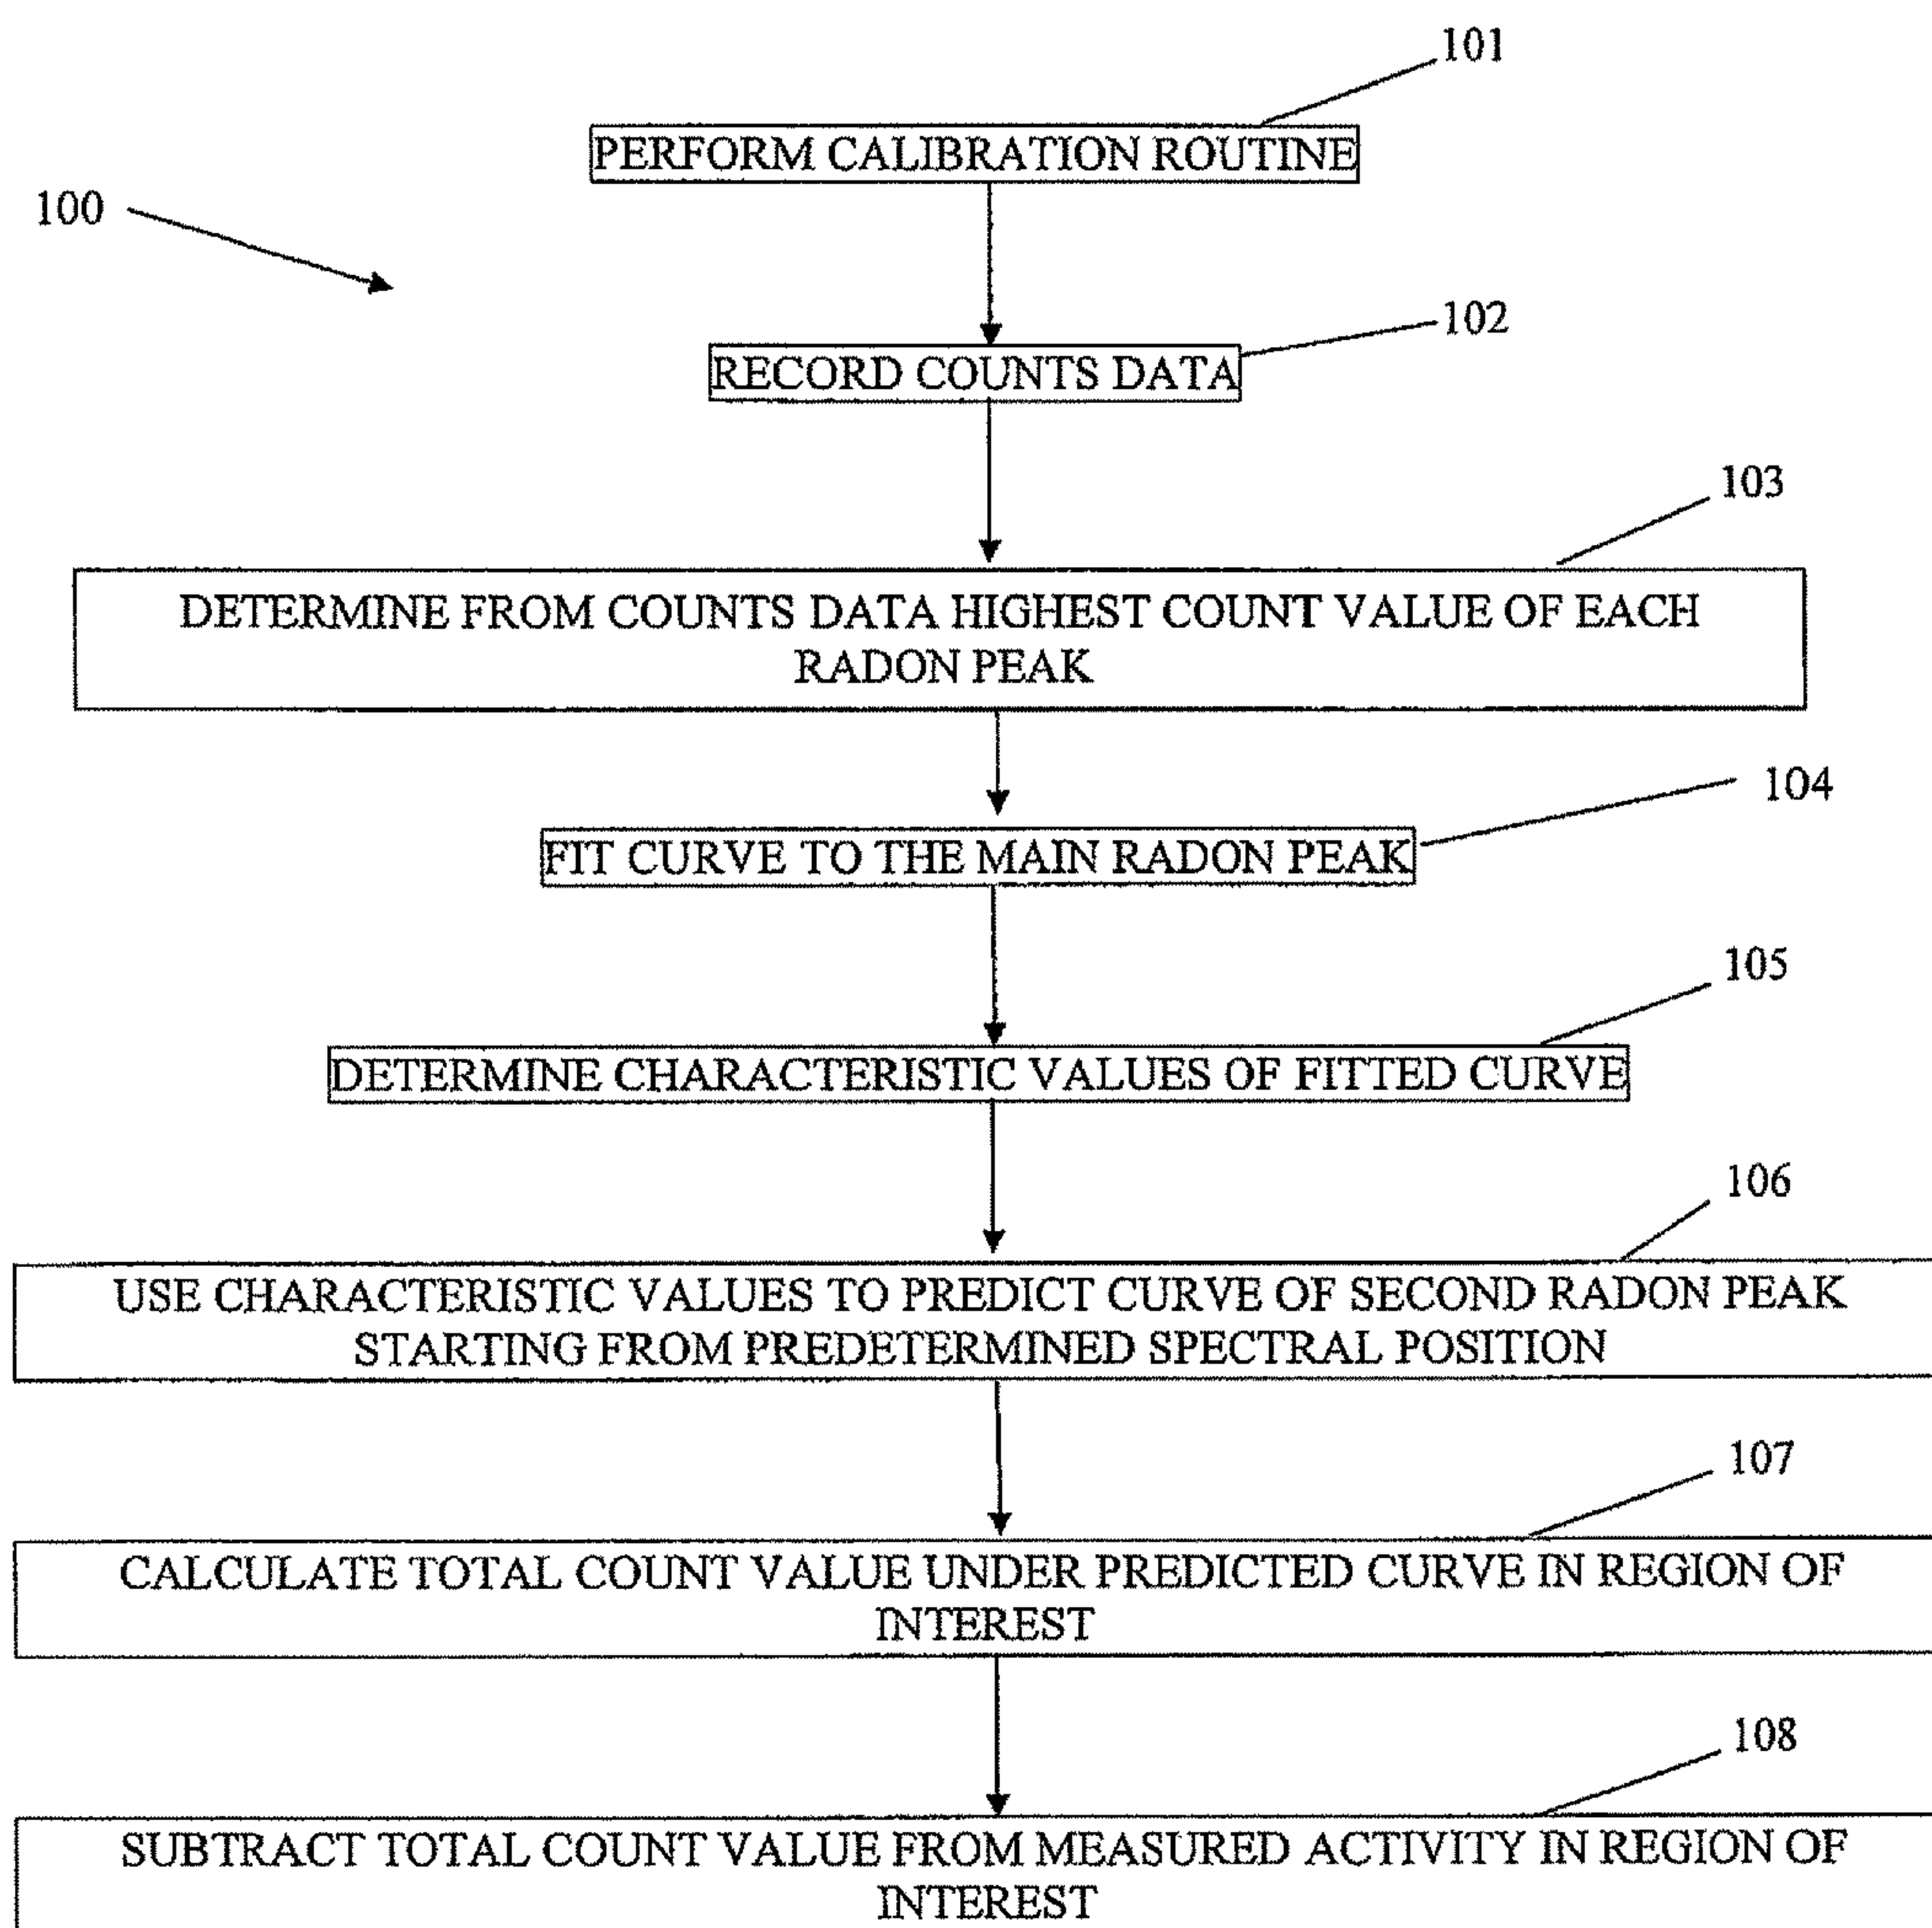 101
PERFORM CALIBRATION ROUTINE
100
102
RECORD COUNTS DATA
103
DETERMINE FROM COUNTS DATA HIGHEST COUNT VALUE OF EACH
RADON PEAK
104
FIT CURVE TO THE MAIN RADON PEAK
105
DETERMINE CHARACTERISTIC VALUES OF FITTED CURVE
106
USE CHARACTERISTIC VALUES TO PREDICT CURVE OF SECOND RADON PEAK
STARTING FROM PREDETERMINED SPECTRAL POSITION
107
CALCULATE TOTAL COUNT VALUE UNDER PREDICTED CURVE IN REGION OF
INTEREST
108
SUBTRACT TOTAL COUNT VALUE FROM MEASURED ACTIVITY IN REGION OF
INTEREST